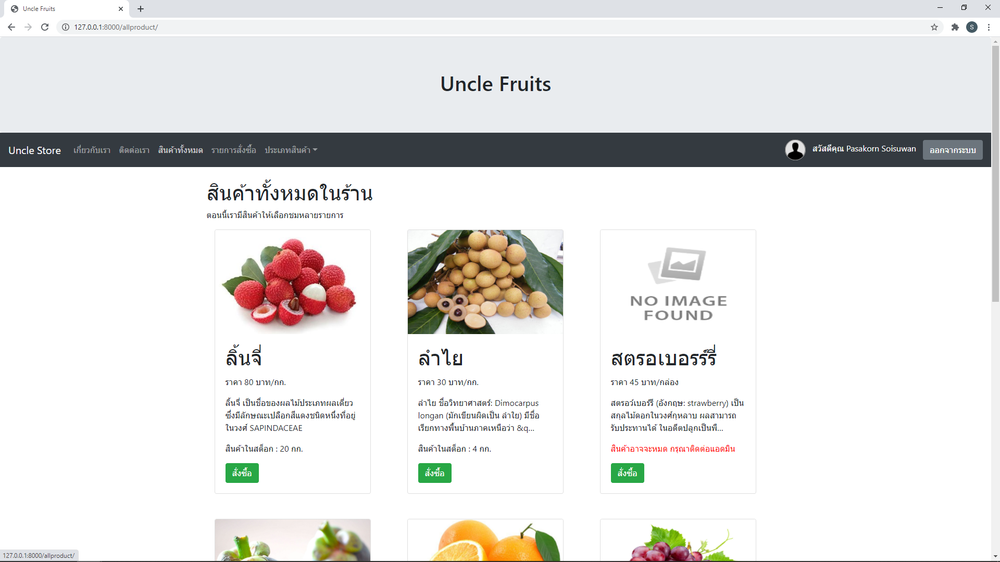 Uncle Fruits
127.0.0.1:8000/allproduct/
S
Uncle Fruits
Uncle Store เกี่ยวกับเรา ติดต่อเรา สินค้าทั้งหมด รายการสั่งซื้อ ประเภทสินค้า สวัสดีคุณ Pasakorn Soisuwan ออกจากระบบ
สินค้าทั้งหมดในร้าน
ตอนนี้เรามีสินค้าให้เลือกชมหลายรายการ
ลิ้นจี่
ราคา 80 บาท/กก.
ลิ้นจี่ เป็นชื่อของผลไม้ประเภทผลเดี่ยว
ซึ่งมีลักษณะเปลือกสีแดงชนิดหนึ่งที่อยู่
ในวงศ์ SAPINDACEAE
สินค้าในสต็อก : 20 กก.
สั่งซื้อ
ลำไย
ราคา 30 บาท/กก.
ลำไย ชื่อวิทยาศาสตร์: Dimocarpus
longan (มักเขียนผิดเป็น ลำใย) มีชื่อ
เรียกทางพื้นบ้านภาคเหนือว่า &q...
สินค้าในสต็อก : 4 กก.
สั่งซื้อ
NO IMAGE
FOUND
สตรอเบอรร์รี่
ราคา 45 บาท/กล่อง
สตรอว์เบอร์รี (อังกฤษ: strawberry) เป็น
สกุลไม้ดอกในวงศ์กุหลาบ ผลสามารถ
รับประทานได้ ในอดีตปลูกเป็นพื...
สินค้าอาจจะหมด กรุณาติดต่อแอดมิน
สั่งซื้อ
127.0.0.1:8000/allproduct/